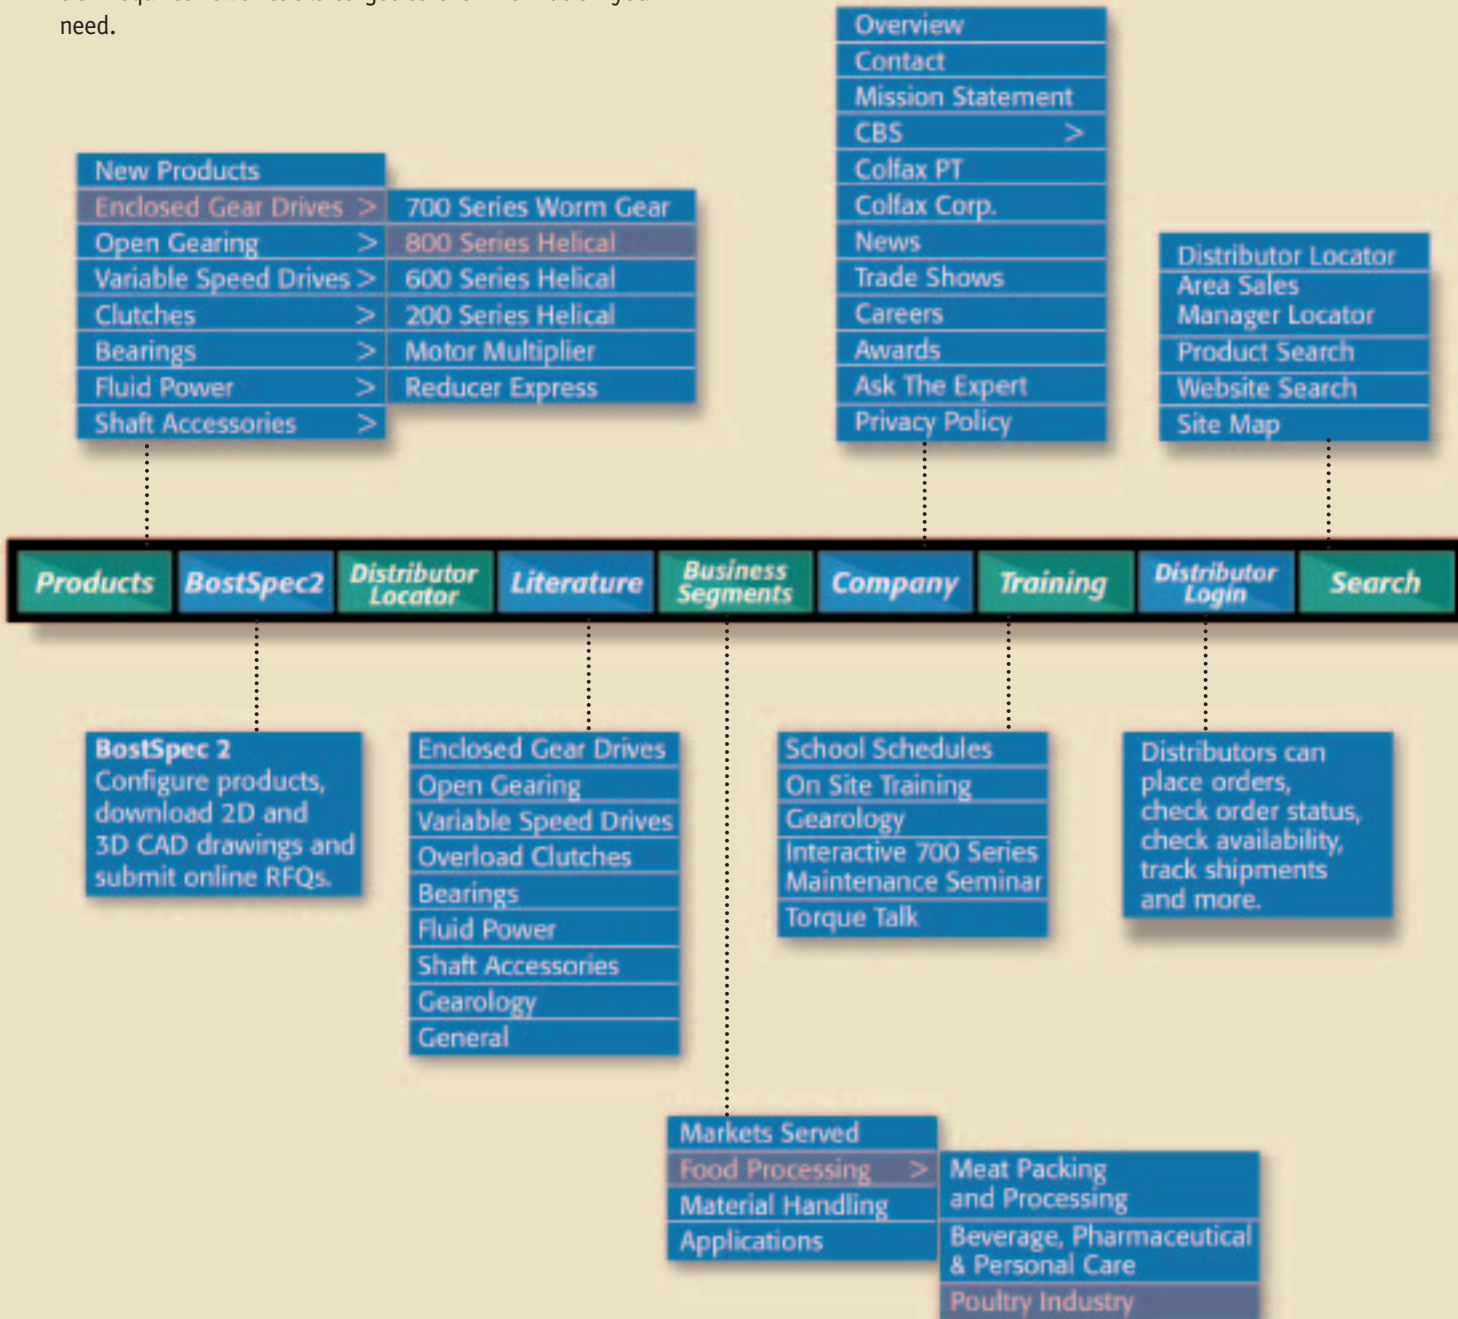 need.
Overview
Contact
Mission Statement
CBS >
Colfax PT
Colfax Corp.
News
Trade Shows
Careers
Awards
Ask The Expert
Privacy Policy
New Products
Enclosed Gear Drives >
Open Gearing >
Variable Speed Drives >
Clutches >
Bearings >
Fluid Power >
Shaft Accessories >
700 Series Worm Gear
800 Series Helical
600 Series Helical
200 Series Helical
Motor Multiplier
Reducer Express
Distributor Locator
Area Sales
Manager Locator
Product Search
Website Search
Site Map
Products
BostSpec2
Distributor
Locator
Literature
Business
Segments
Company
Training
Distributor
Login
Search
BostSpec 2
Configure products,
download 2D and
3D CAD drawings and
submit online RFQs.
Enclosed Gear Drives
Open Gearing
Variable Speed Drives
Overload Clutches
Bearings
Fluid Power
Shaft Accessories
Gearology
General
School Schedules
On Site Training
Gearology
Interactive 700 Series
Maintenance Seminar
Torque Talk
Distributors can
place orders,
check order status,
check availability,
track shipments
and more.
Markets Served
Food Processing >
Material Handling
Applications
Meat Packing
and Processing
Beverage, Pharmaceutical
& Personal Care
Poultry Industry